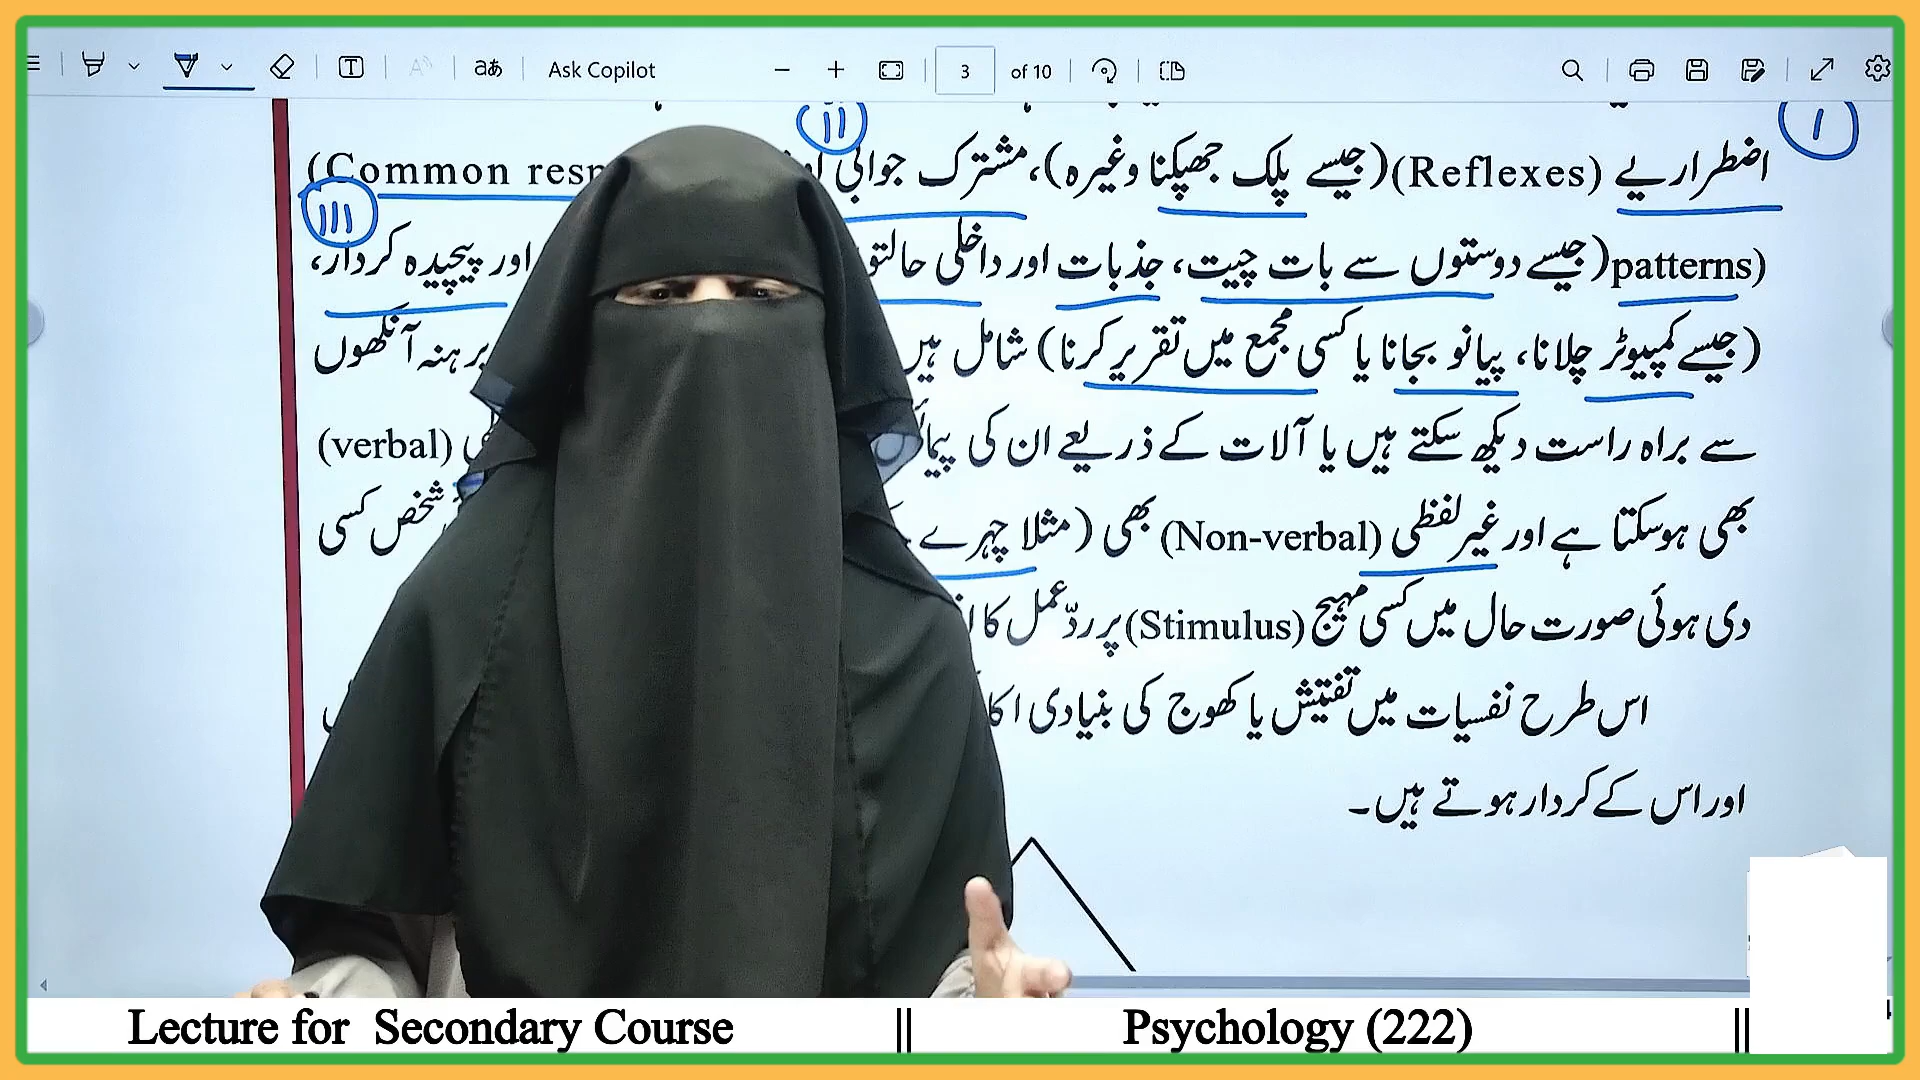 Ask Copilot
3 of 10
II
I
اضطراریے (Reflexes) (جیسے پلک جھپکنا وغیرہ)، مشترک جوابی (Common
III
patterns) (جیسے دوستوں سے بات چیت، جذبات اور داخلی اور پیچیدہ کردار،
(جیسے کمپیوٹر چلانا، پیانو بجانا یا کسی مجمع میں تقریر کرنا) شامل ہیں برہنہ آنکھوں
سے براہ راست دیکھ سکتے ہیں یا آلات کے ذریعے ان کی (verbal)
بھی ہوسکتا ہے اور غیر لفظی (Non-verbal) بھی (مثلا چہرے شخص کسی
دی ہوئی صورت حال میں کسی مہیج (Stimulus) پر ردّعمل کا
اس طرح نفسیات میں تفتیش یا کھوج کی بنیادی
اور اس کے کردار ہوتے ہیں۔
Lecture for Secondary Course || Psychology (222) ||